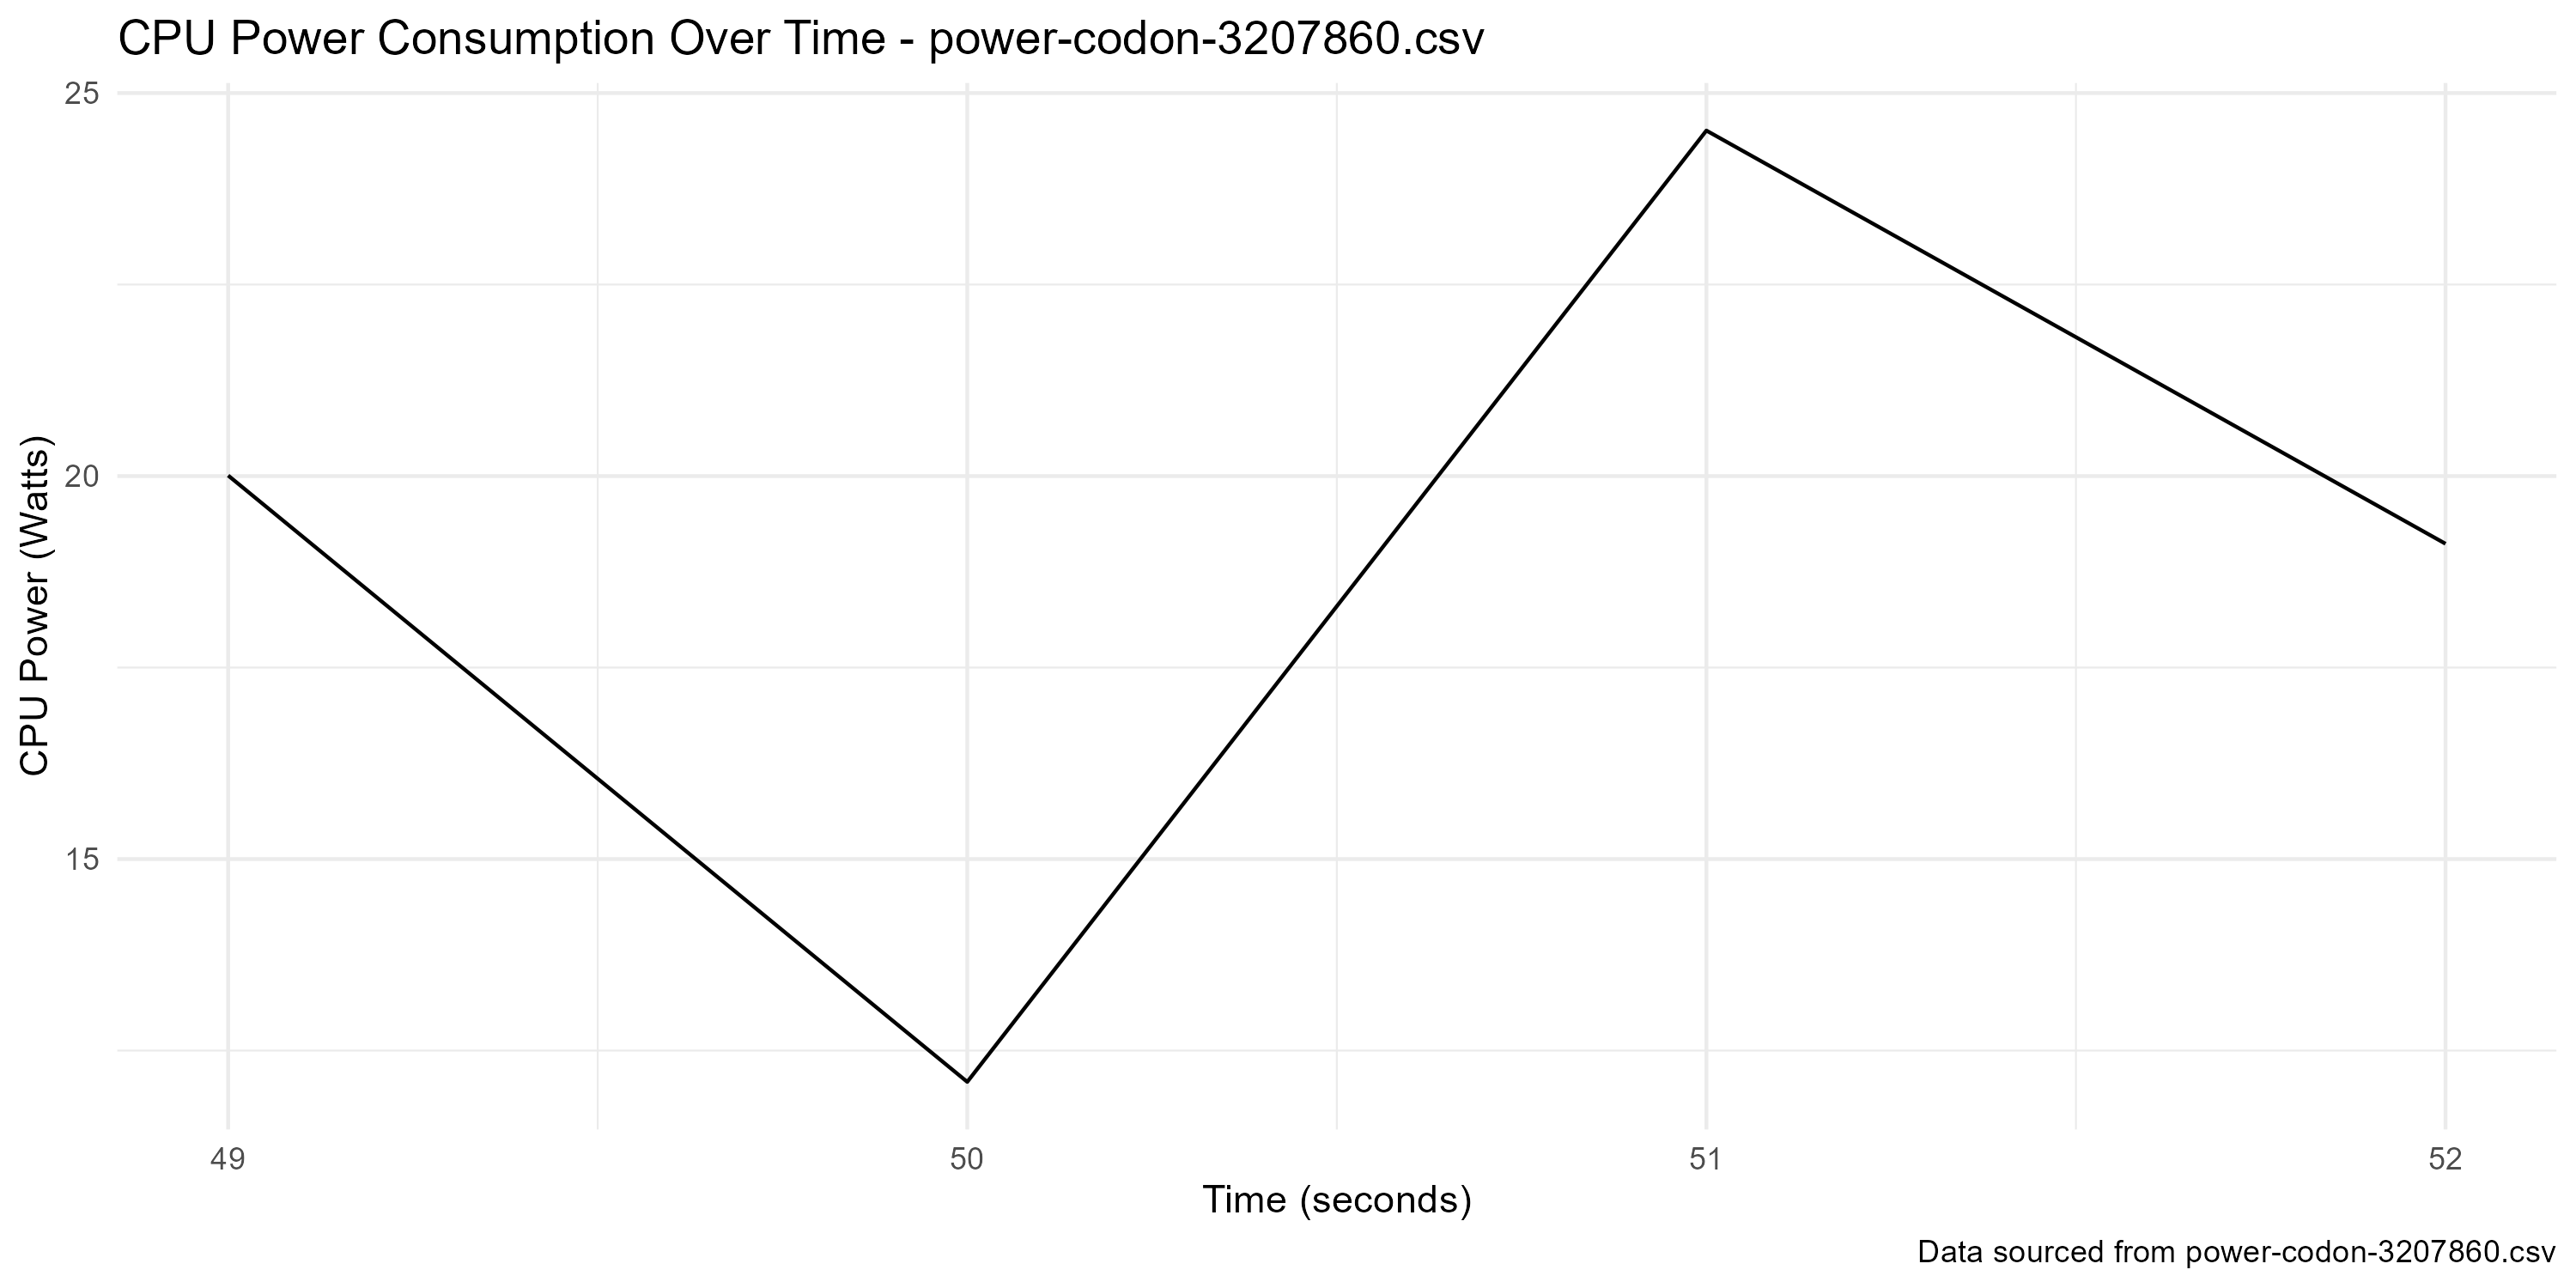 CPU Power Consumption Over Time - power-codon-3207860.csv
25
20
15
CPU Power (Watts)
49 50 51 52
Time (seconds)
Data sourced from power-codon-3207860.csv